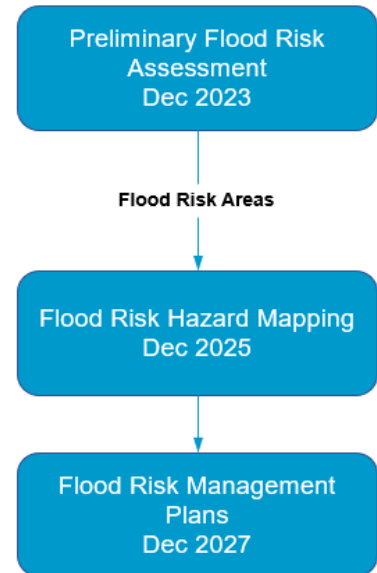 Preliminary Flood Risk
Assessment
Dec 2023
Flood Risk Areas
Flood Risk Hazard Mapping
Dec 2025
Flood Risk Management
Plans
Dec 2027